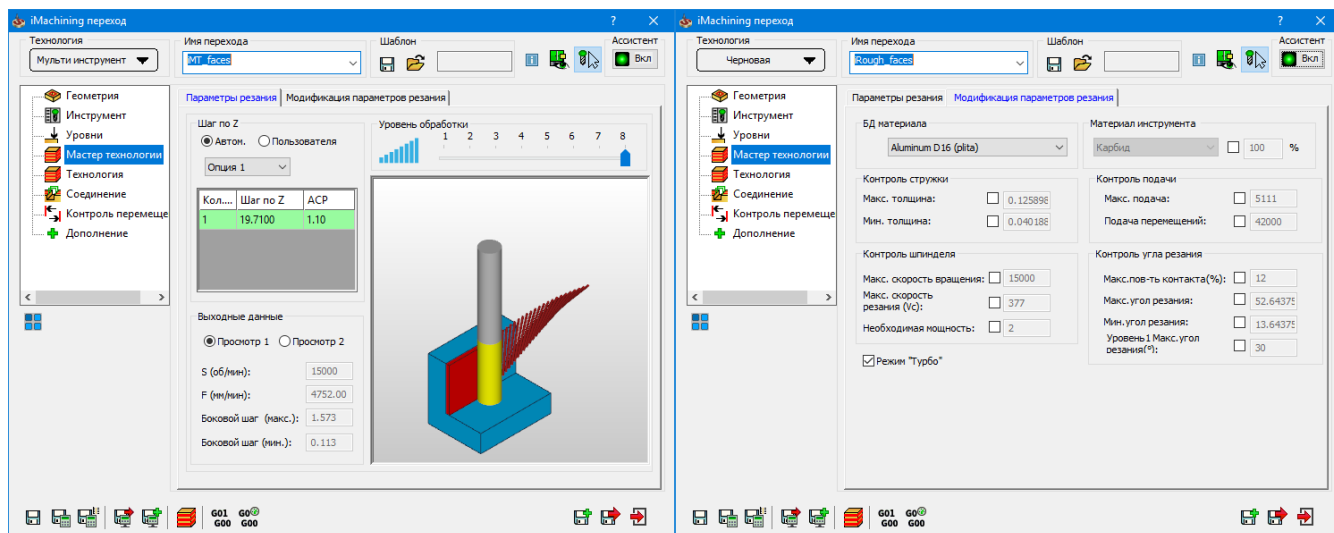 iMachining переход
Технология
Имя перехода
Шаблон
Ассистент
Мульти инструмент
MT_faces
Вкл
Геометрия
Инструмент
Уровни
Мастер технологии
Технология
Соединение
Контроль перемеще
Дополнение
Параметры резания
Модификация параметров резания
Шаг по Z
Автом.
Пользователя
Опция 1
Кол.... Шаг по Z ACP
1 19.7100 1.10
Уровень обработки
1 2 3 4 5 6 7 8
Выходные данные
Просмотр 1
Просмотр 2
S (об/мин): 15000
F (мм/мин): 4752.00
Боковой шаг (макс.): 1.573
Боковой шаг (мин.): 0.113
G01 G0
G00 G00
iMachining переход
Технология
Имя перехода
Шаблон
Ассистент
Черновая
Rough_faces
Вкл
Геометрия
Инструмент
Уровни
Мастер технологии
Технология
Соединение
Контроль перемеще
Дополнение
Параметры резания
Модификация параметров резания
БД материала
Aluminum D16 (plita)
Материал инструмента
Карбид 100 %
Контроль стружки
Макс. толщина: 0.125898
Мин. толщина: 0.040188
Контроль подачи
Макс. подача: 5111
Подача перемещений: 42000
Контроль шпинделя
Макс. скорость вращения: 15000
Макс. скорость
резания (Vc): 377
Необходимая мощность: 2
Режим "Турбо"
Контроль угла резания
Макс.пов-ть контакта(%): 12
Макс.угол резания: 52.64375
Мин.угол резания: 13.64375
Уровень1 Макс.угол
резания(°): 30
G01 G0
G00 G00